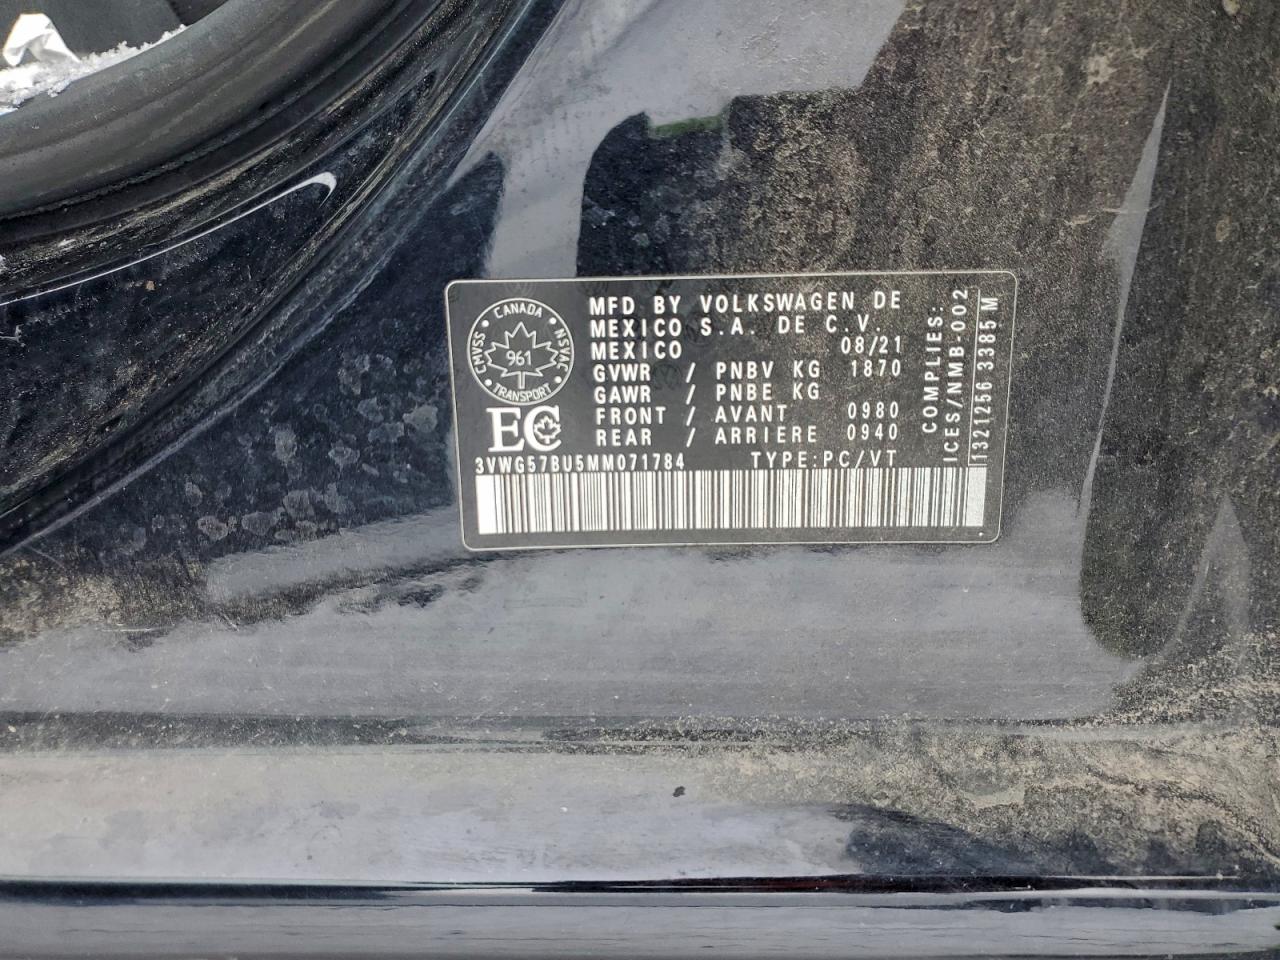 CANADA
CMVSS NSVAC
961
TRANSPORT
EC
MFD BY VOLKSWAGEN DE
MEXICO S.A. DE C.V.
MEXICO 08/21
GVWR / PNBV KG 1870
GAWR / PNBE KG
FRONT / AVANT 0980
REAR / ARRIERE 0940
3VWG57BU5MM071784 TYPE:PC/VT
COMPLIES:
ICES/NMB-002
1321256 3385 M